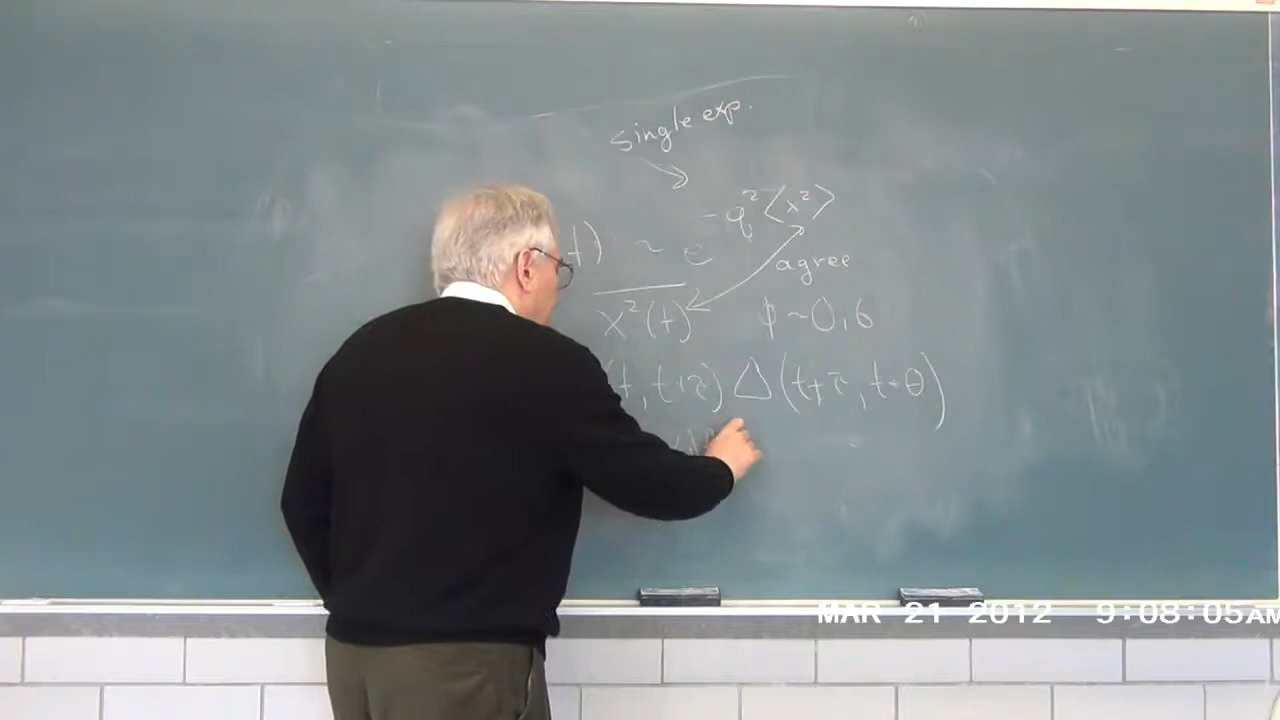 single exp.
t) ~ e^{-q^2 <x^2>}
agree
x^2(t) φ ~ 0,6
t, t+τ) Δ(t+τ, t+θ)
MAR 21 2012 9:08:05AM